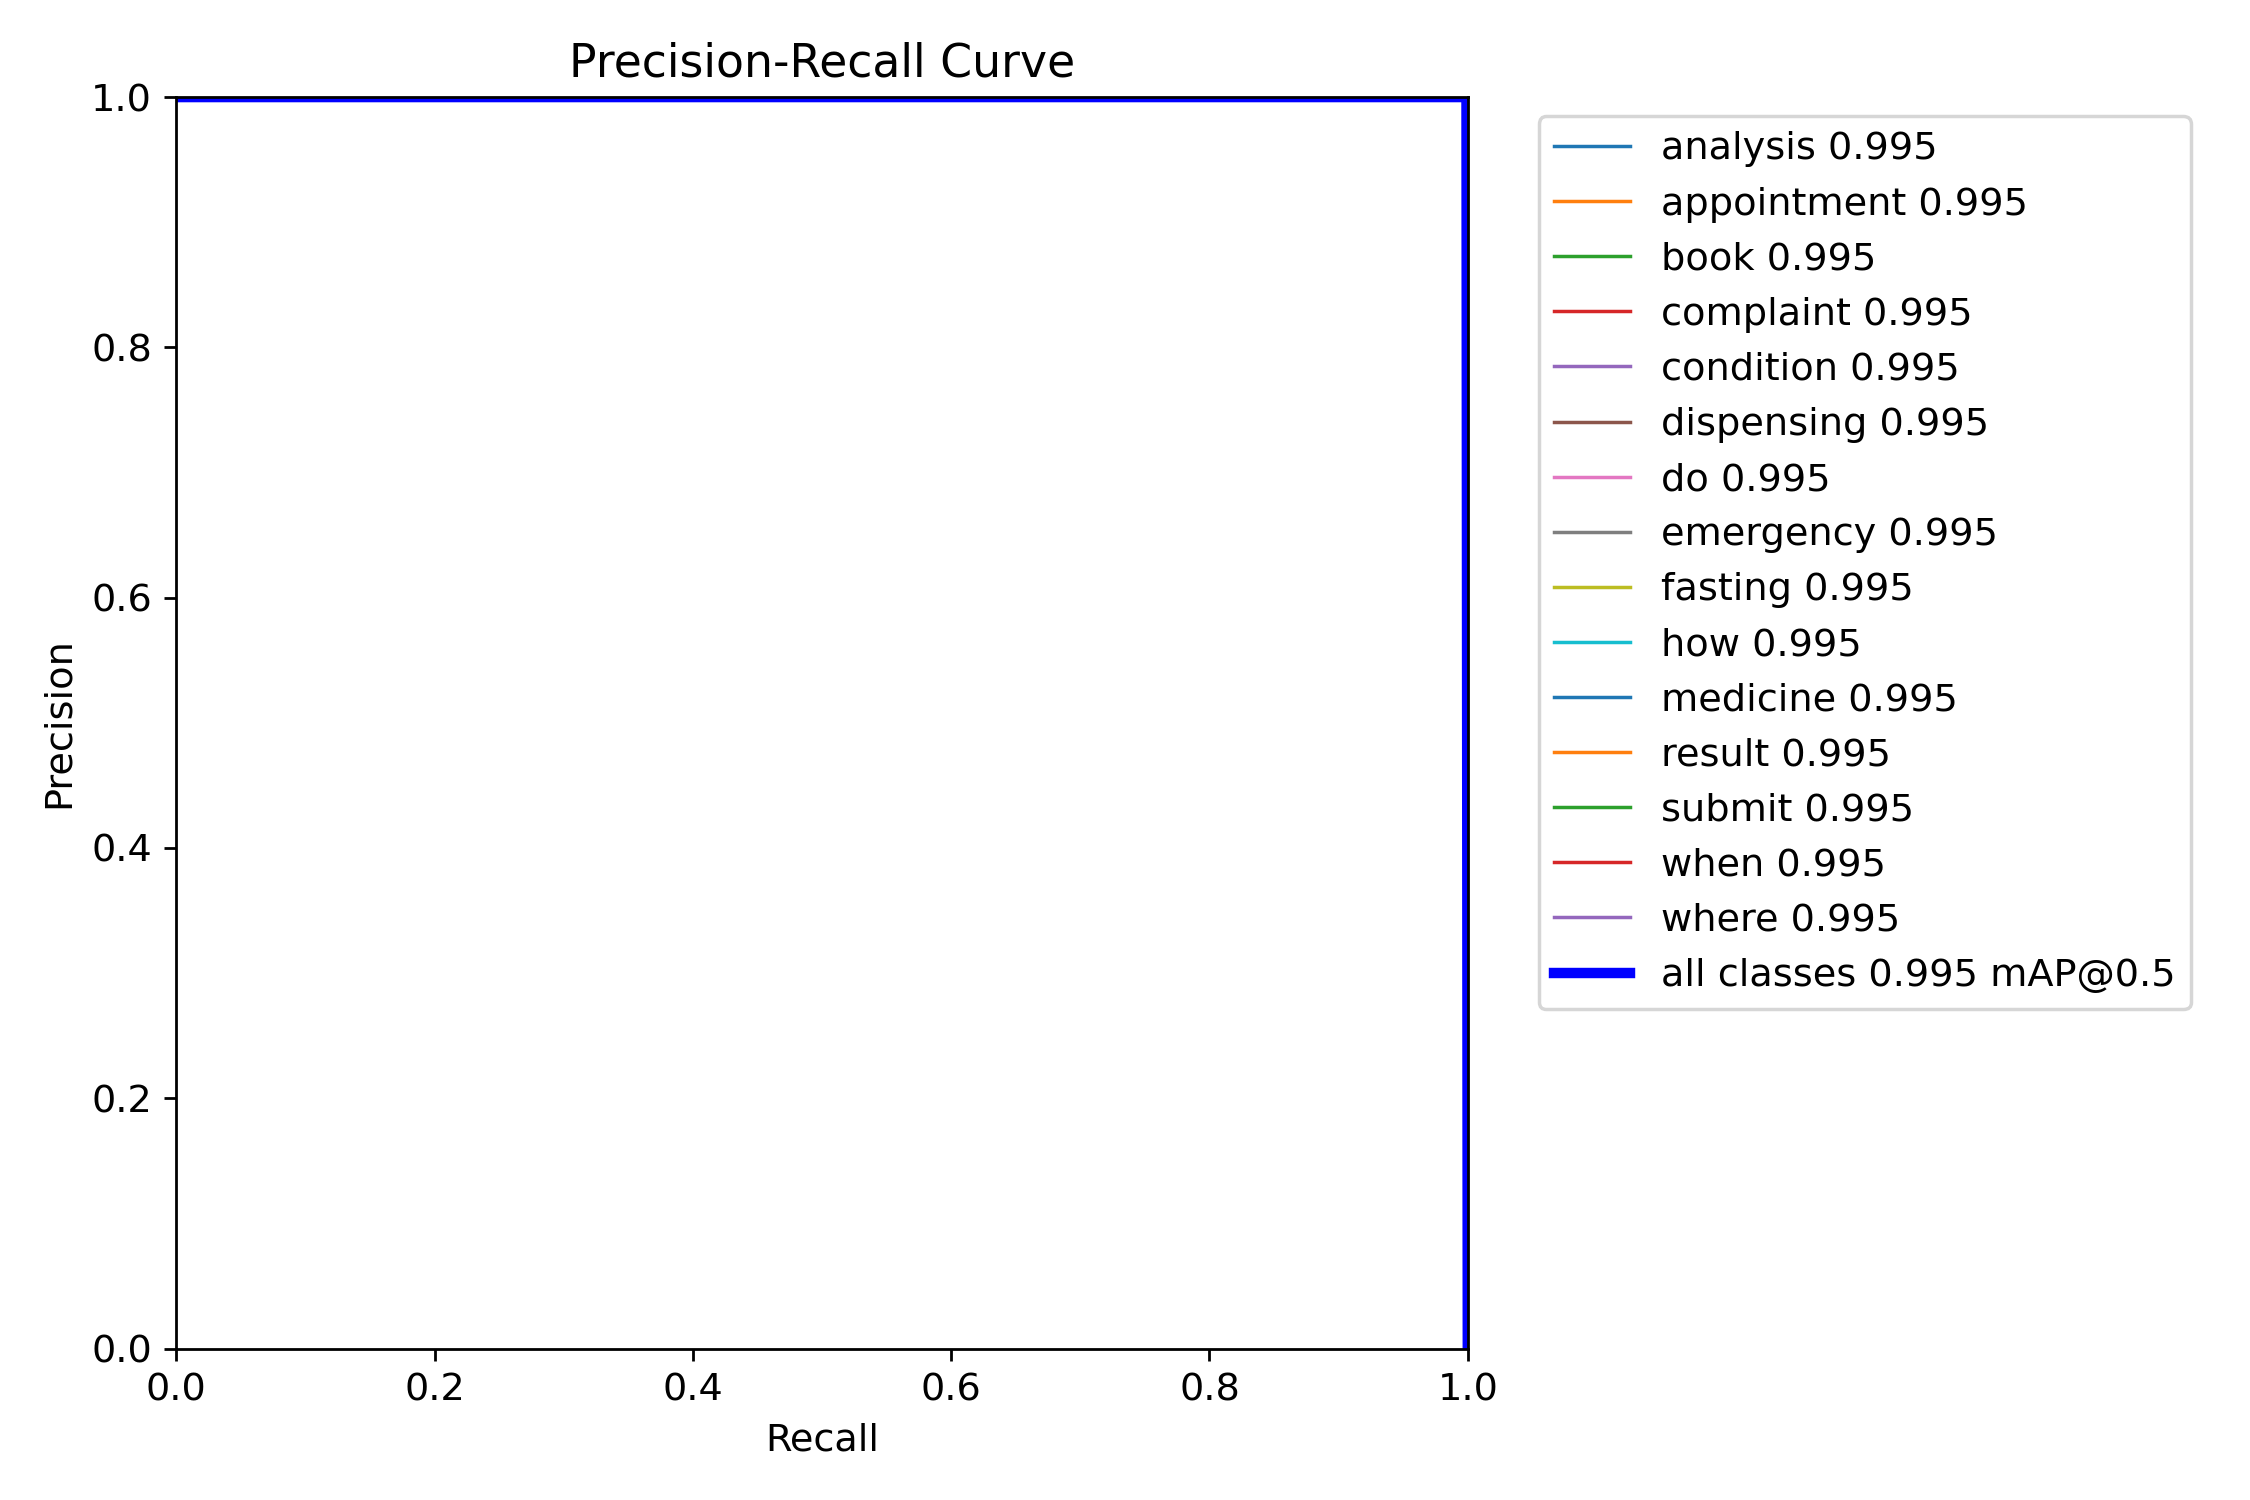 Precision-Recall Curve
1.0
0.8
0.6
0.4
0.2
0.0
Precision
0.0 0.2 0.4 0.6 0.8 1.0
Recall
analysis 0.995
appointment 0.995
book 0.995
complaint 0.995
condition 0.995
dispensing 0.995
do 0.995
emergency 0.995
fasting 0.995
how 0.995
medicine 0.995
result 0.995
submit 0.995
when 0.995
where 0.995
all classes 0.995 mAP@0.5